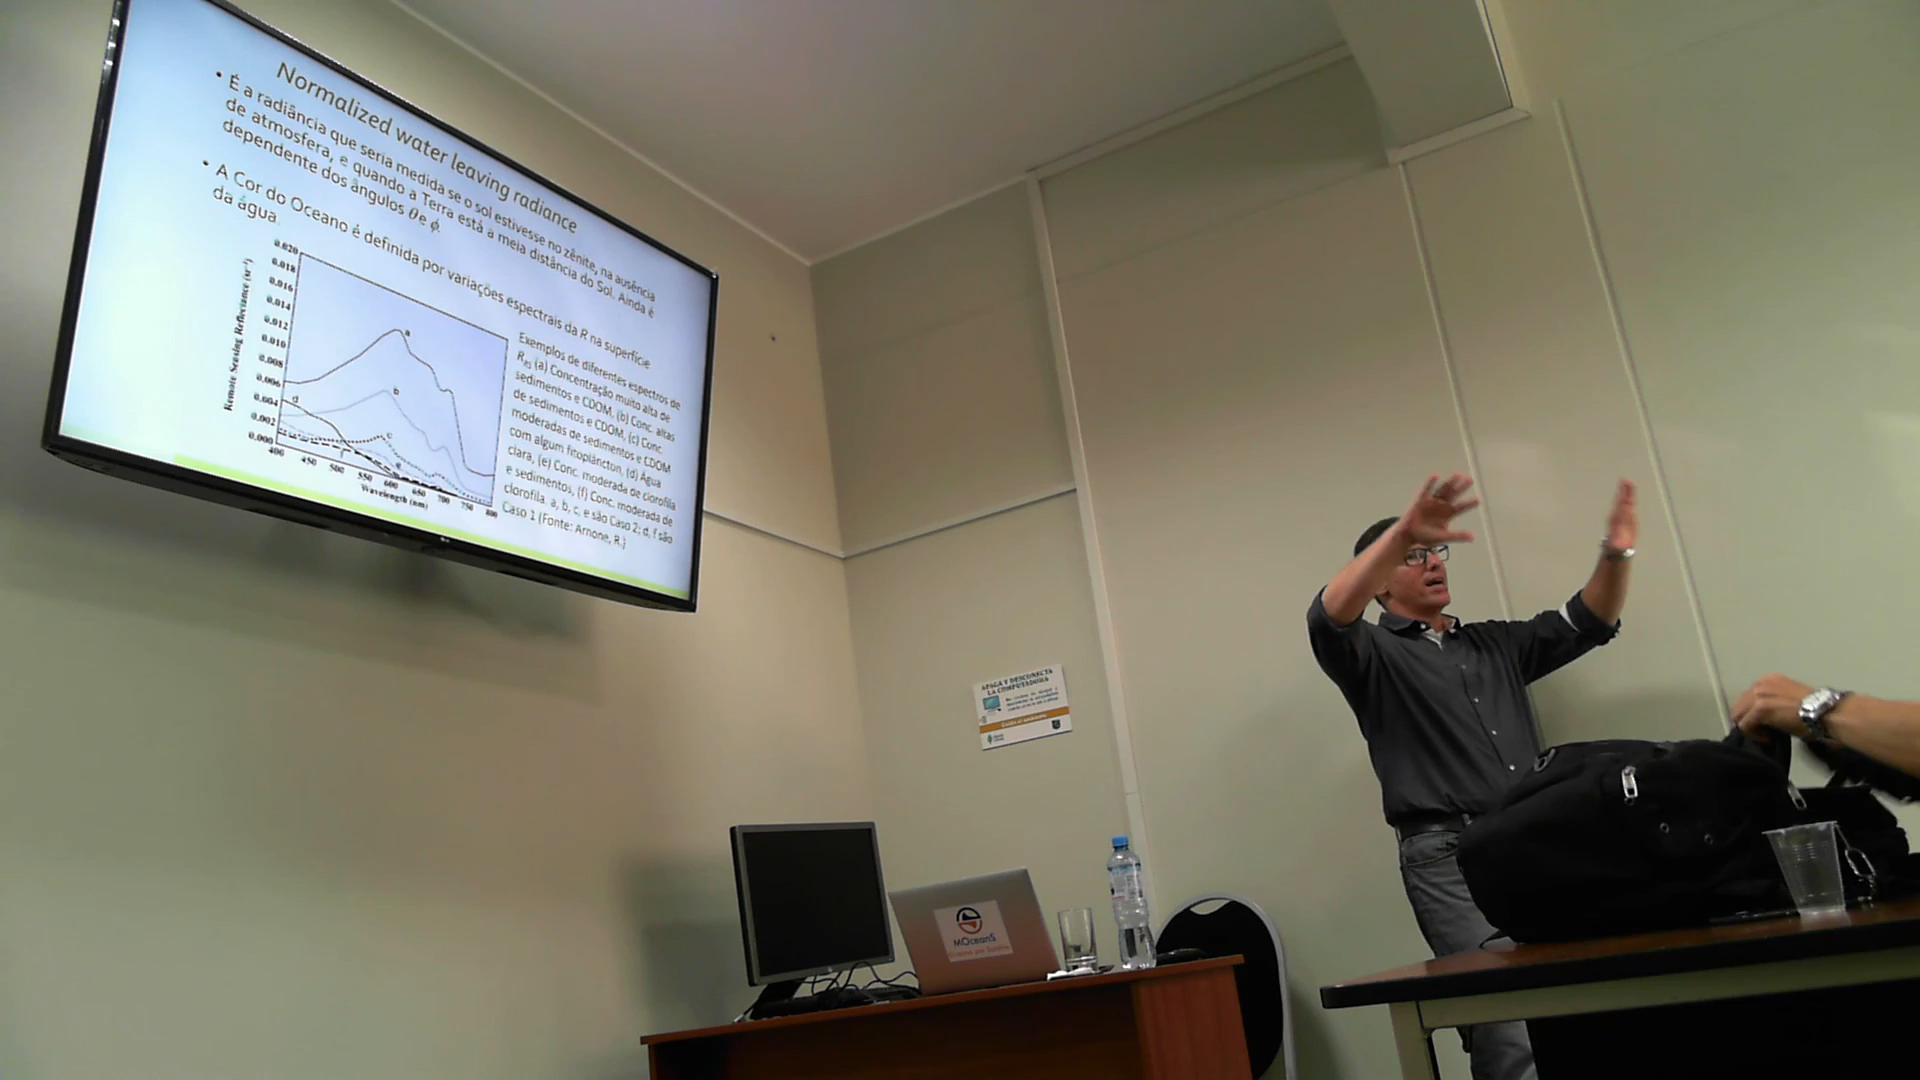 Normalized water leaving radiance
• É a radiância que seria medida se o sol estivesse no zênite, na ausência
de atmosfera, e quando a Terra está à meia distância do Sol. Ainda é
dependente dos ângulos θ e ϕ.
• A Cor do Oceano é definida por variações espectrais da R na superfície
da água.
Remote Sensing Reflectance (sr⁻¹)
0.020
0.018
0.016
0.014
0.012
0.010
0.008
0.006
0.004
0.002
0.000
a
b
c
d
e
f
400 450 500 550 600 650 700 750 800
Wavelength (nm)
Exemplos de diferentes espectros de
RRS (a) Concentração muito alta de
sedimentos e CDOM, (b) Conc. altas
de sedimentos e CDOM, (c) Conc.
moderadas de sedimentos e CDOM
com algum fitoplâncton, (d) Água
clara, (e) Conc. moderada de clorofila
e sedimentos, (f) Conc. moderada de
clorofila. a, b, c, e são Caso 2; d, f são
Caso 1 (Fonte: Arnone, R.)
LG
APAGA Y DESCONECTA
LA COMPUTADORA
MOceanS